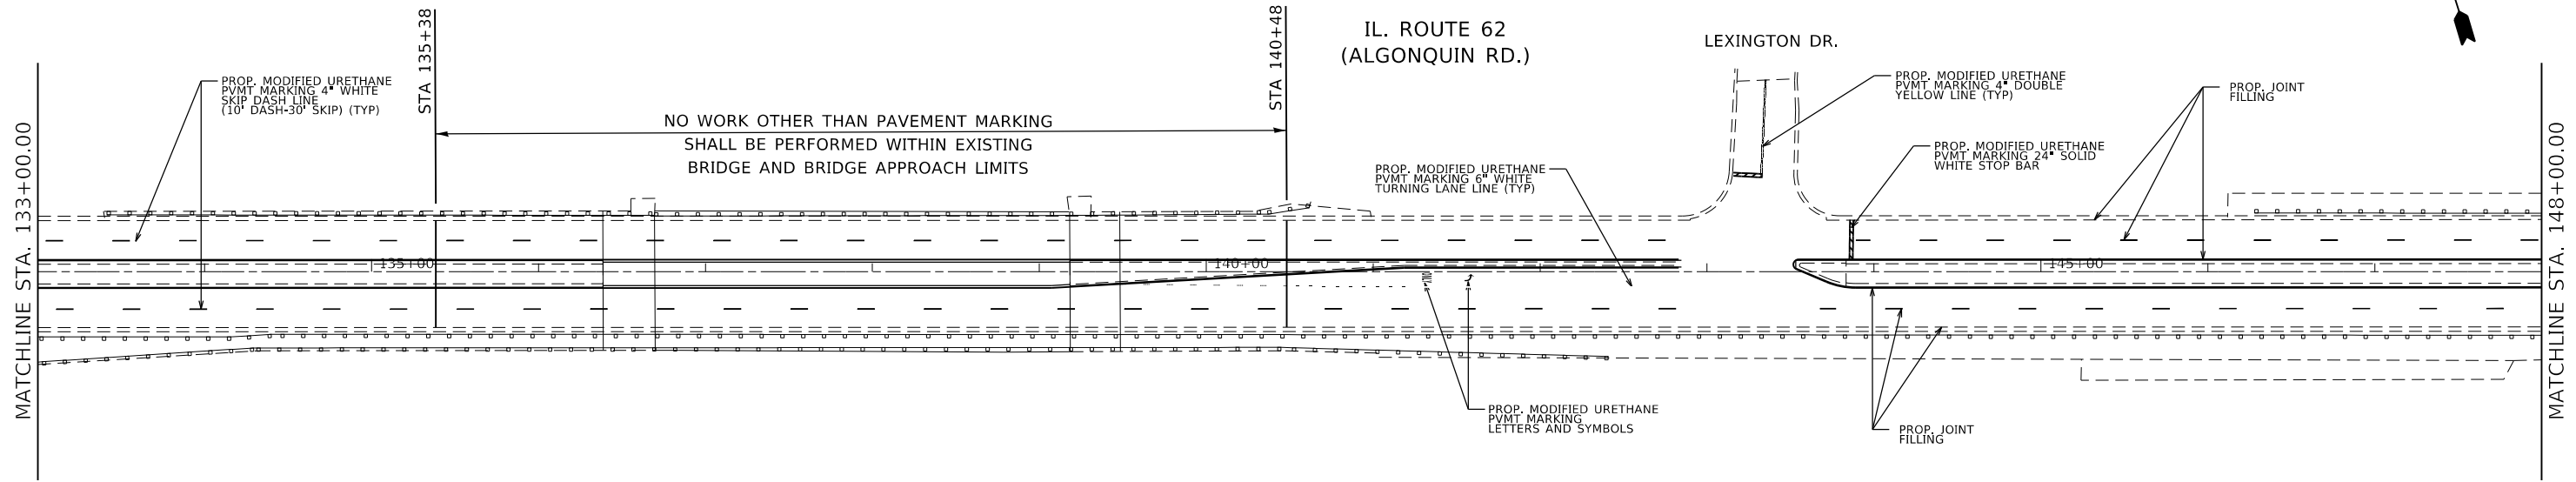 IL. ROUTE 62
(ALGONQUIN RD.)
LEXINGTON DR.
STA 135+38
STA 140+48
MATCHLINE STA. 133+00.00
PROP. MODIFIED URETHANE
PVMT MARKING 4" WHITE
SKIP DASH LINE
(10' DASH-30' SKIP) (TYP)
NO WORK OTHER THAN PAVEMENT MARKING
SHALL BE PERFORMED WITHIN EXISTING
BRIDGE AND BRIDGE APPROACH LIMITS
PROP. MODIFIED URETHANE
PVMT MARKING 6" WHITE
TURNING LANE LINE (TYP)
PROP. MODIFIED URETHANE
PVMT MARKING 4" DOUBLE
YELLOW LINE (TYP)
PROP. MODIFIED URETHANE
PVMT MARKING 24" SOLID
WHITE STOP BAR
PROP. JOINT
FILLING
MATCHLINE STA. 148+00.00
135+00
140+00
145+00
PROP. MODIFIED URETHANE
PVMT MARKING
LETTERS AND SYMBOLS
PROP. JOINT
FILLING